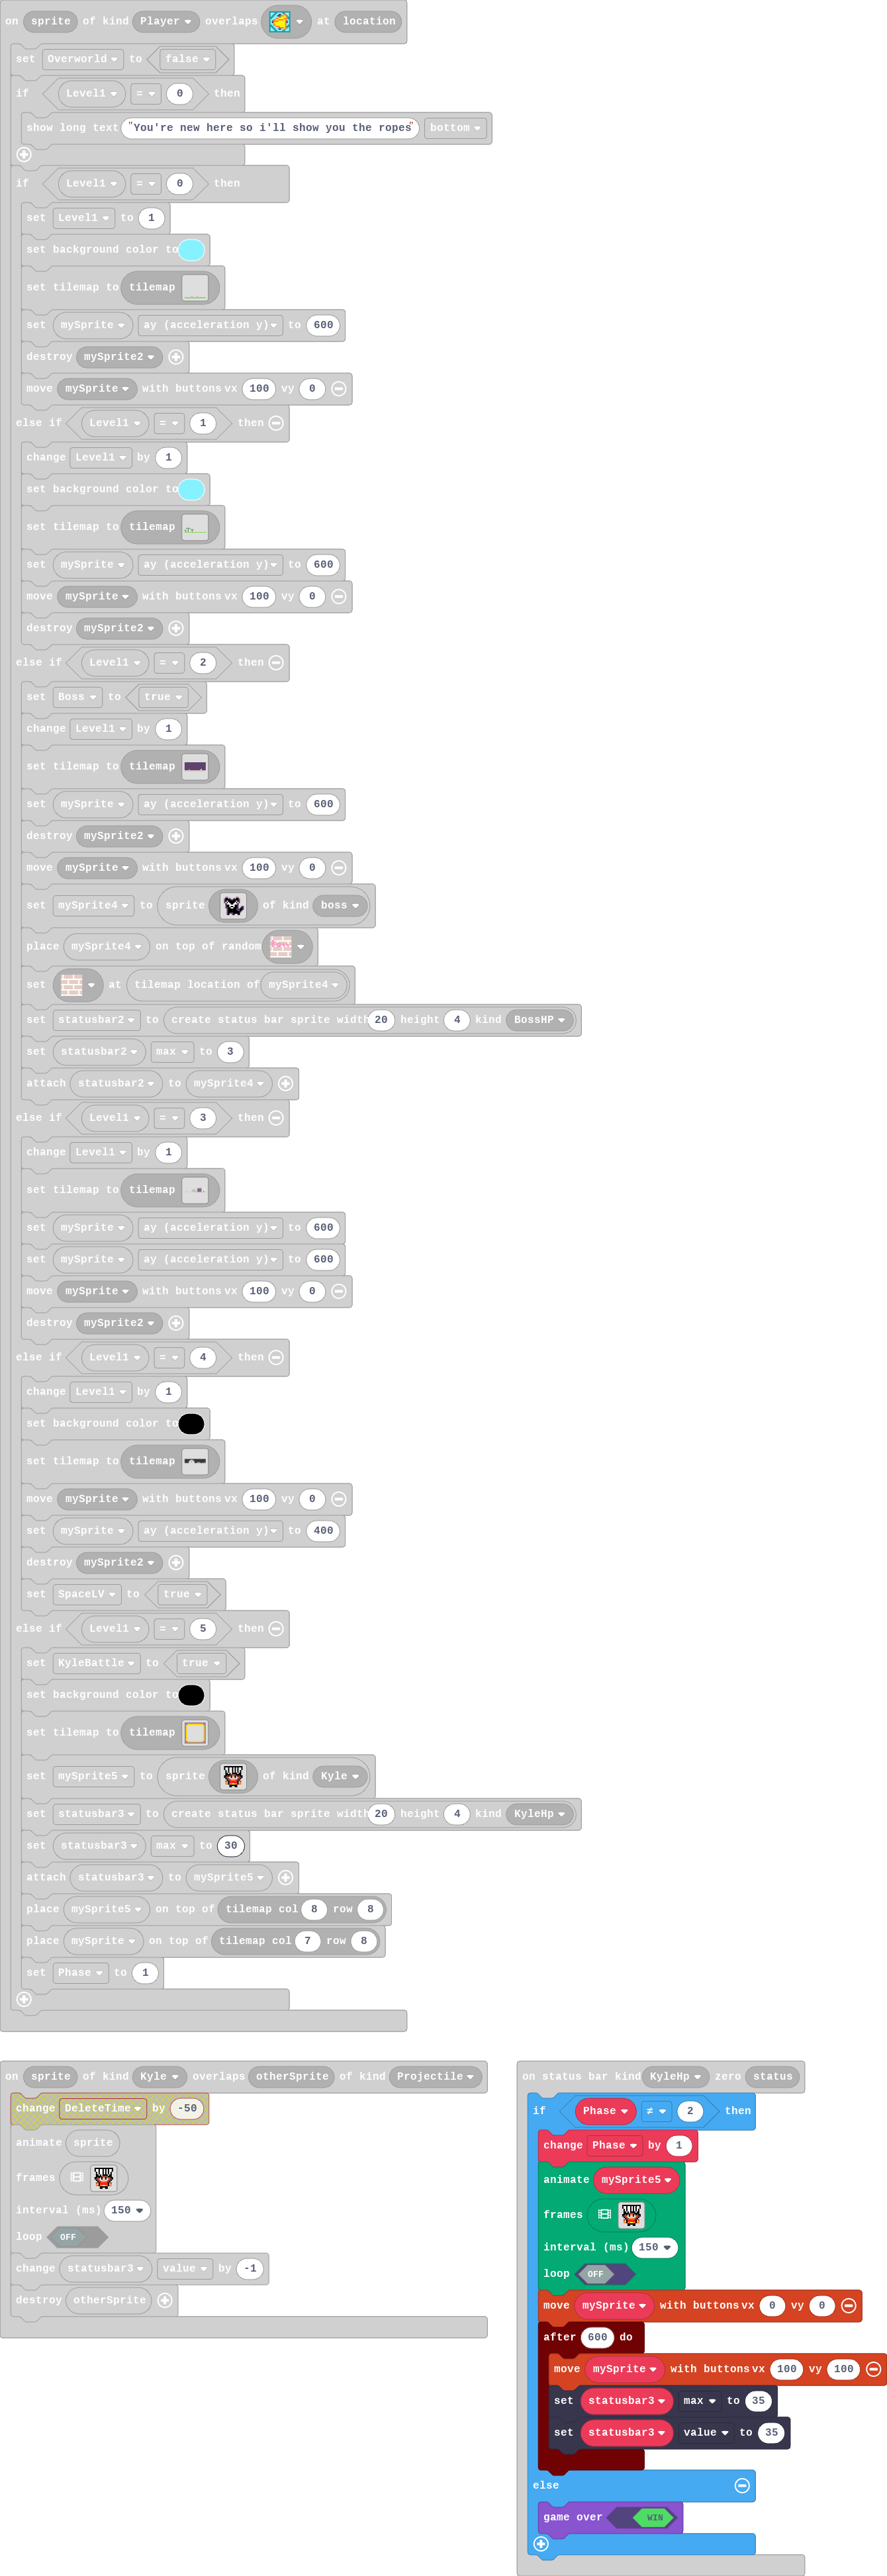 on sprite of kind Player overlaps at location
set Overworld to false
if Level1 = 0 then
show long text "You're new here so i'll show you the ropes" bottom
if Level1 = 0 then
set Level1 to 1
set background color to
set tilemap to tilemap
set mySprite ay (acceleration y) to 600
destroy mySprite2
move mySprite with buttons vx 100 vy 0
else if Level1 = 1 then
change Level1 by 1
set background color to
set tilemap to tilemap
set mySprite ay (acceleration y) to 600
move mySprite with buttons vx 100 vy 0
destroy mySprite2
else if Level1 = 2 then
set Boss to true
change Level1 by 1
set tilemap to tilemap
set mySprite ay (acceleration y) to 600
destroy mySprite2
move mySprite with buttons vx 100 vy 0
set mySprite4 to sprite of kind boss
place mySprite4 on top of random
set at tilemap location of mySprite4
set statusbar2 to create status bar sprite width 20 height 4 kind BossHP
set statusbar2 max to 3
attach statusbar2 to mySprite4
else if Level1 = 3 then
change Level1 by 1
set tilemap to tilemap
set mySprite ay (acceleration y) to 600
set mySprite ay (acceleration y) to 600
move mySprite with buttons vx 100 vy 0
destroy mySprite2
else if Level1 = 4 then
change Level1 by 1
set background color to
set tilemap to tilemap
move mySprite with buttons vx 100 vy 0
set mySprite ay (acceleration y) to 400
destroy mySprite2
set SpaceLV to true
else if Level1 = 5 then
set KyleBattle to true
set background color to
set tilemap to tilemap
set mySprite5 to sprite of kind Kyle
set statusbar3 to create status bar sprite width 20 height 4 kind KyleHp
set statusbar3 max to 30
attach statusbar3 to mySprite5
place mySprite5 on top of tilemap col 8 row 8
place mySprite on top of tilemap col 7 row 8
set Phase to 1
on sprite of kind Kyle overlaps otherSprite of kind Projectile
change DeleteTime by -50
animate sprite
frames
interval (ms) 150
loop OFF
change statusbar3 value by -1
destroy otherSprite
on status bar kind KyleHp zero status
if Phase ≠ 2 then
change Phase by 1
animate mySprite5
frames
interval (ms) 150
loop OFF
move mySprite with buttons vx 0 vy 0
after 600 do
move mySprite with buttons vx 100 vy 100
set statusbar3 max to 35
set statusbar3 value to 35
else
game over WIN